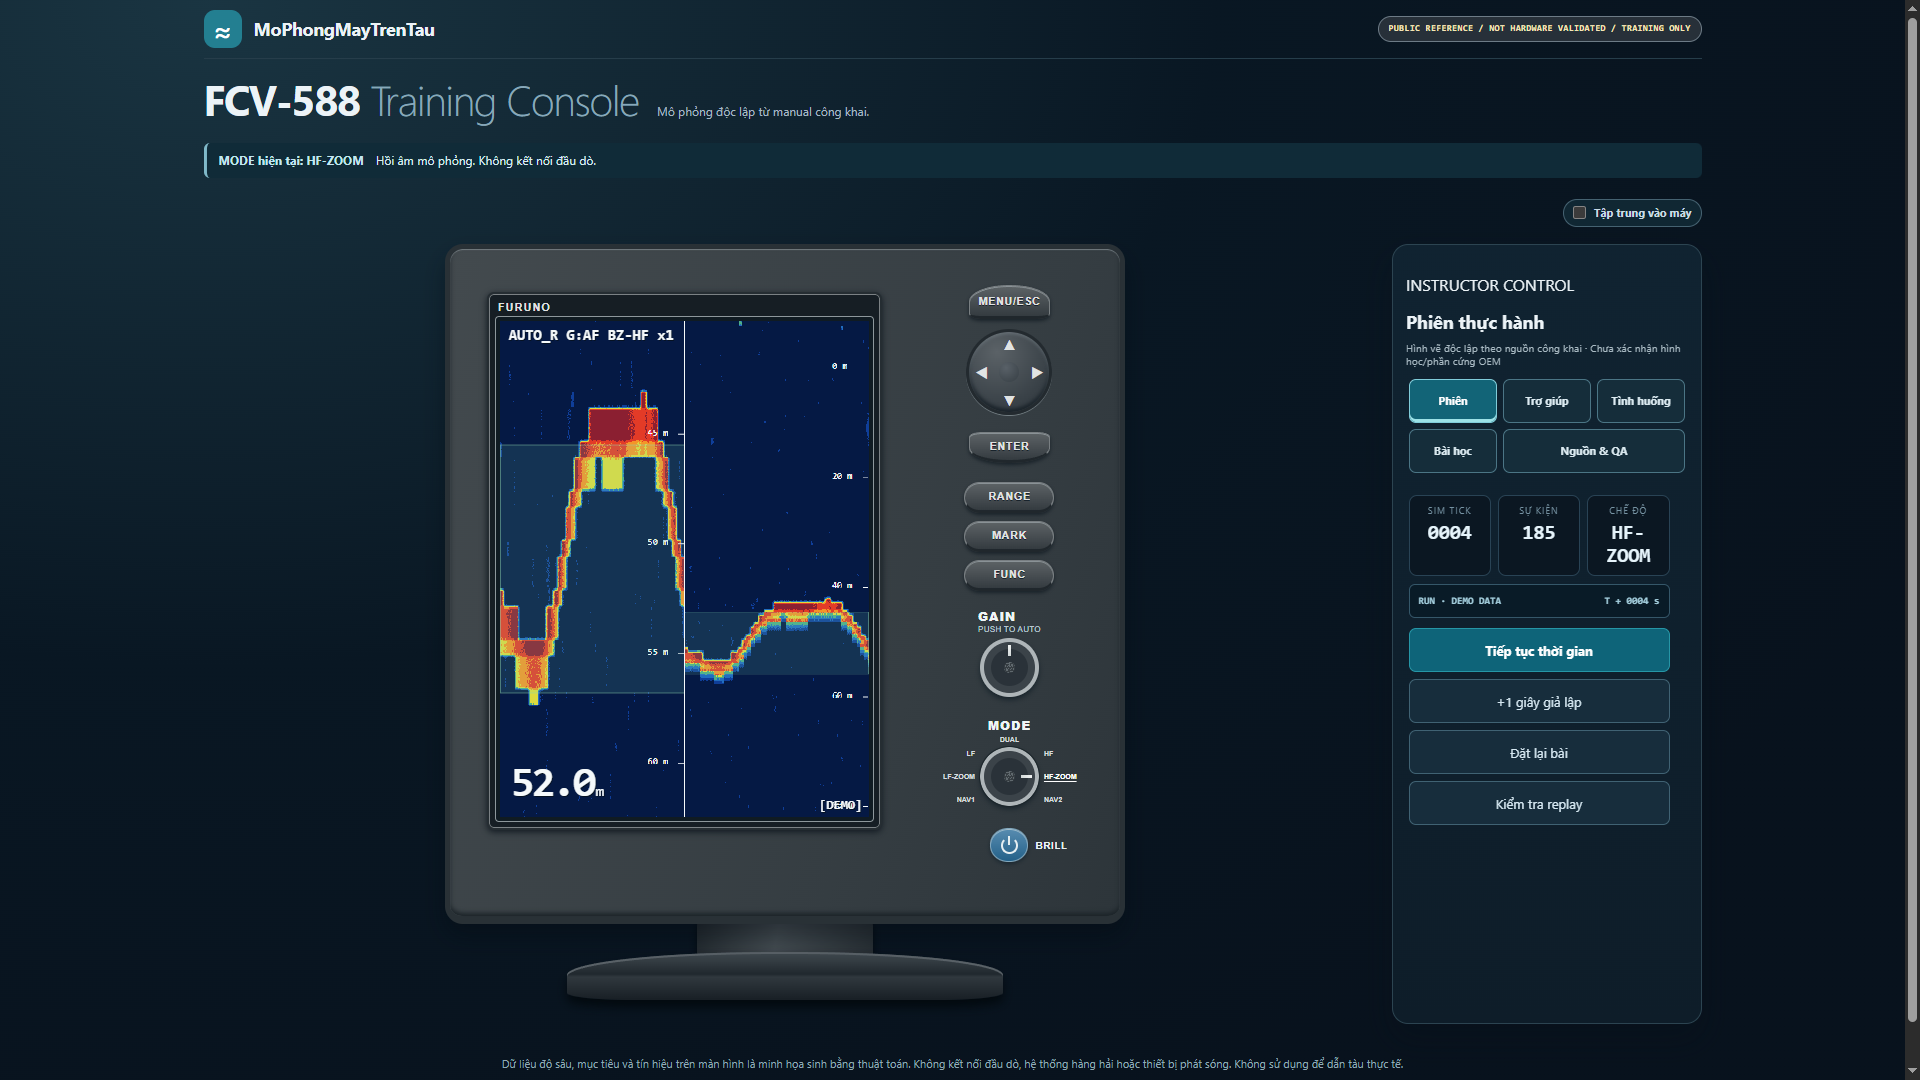 ≈ MoPhongMayTrenTau
PUBLIC REFERENCE / NOT HARDWARE VALIDATED / TRAINING ONLY
FCV-588 Training Console Mô phỏng độc lập từ manual công khai.
MODE hiện tại: HF-ZOOM Hồi âm mô phỏng. Không kết nối đầu dò.
Tập trung vào máy
FURUNO
AUTO_R G:AF BZ-HF x1
45 m
50 m
55 m
60 m
52.0m
0 m
20 m
40 m
60 m
[DEMO]
MENU/ESC
▲
◀ ▶
▼
ENTER
RANGE
MARK
FUNC
GAIN
PUSH TO AUTO
MODE
DUAL
LF HF
LF-ZOOM HF-ZOOM
NAV1 NAV2
BRILL
INSTRUCTOR CONTROL
Phiên thực hành
Hình vẽ độc lập theo nguồn công khai · Chưa xác nhận hình
học/phần cứng OEM
Phiên Trợ giúp Tình huống
Bài học Nguồn & QA
SIM TICK
0004
SỰ KIỆN
185
CHẾ ĐỘ
HF-
ZOOM
RUN · DEMO DATA T + 0004 s
Tiếp tục thời gian
+1 giây giả lập
Đặt lại bài
Kiểm tra replay
Dữ liệu độ sâu, mục tiêu và tín hiệu trên màn hình là minh họa sinh bằng thuật toán. Không kết nối đầu dò, hệ thống hàng hải hoặc thiết bị phát sóng. Không sử dụng để dẫn tàu thực tế.